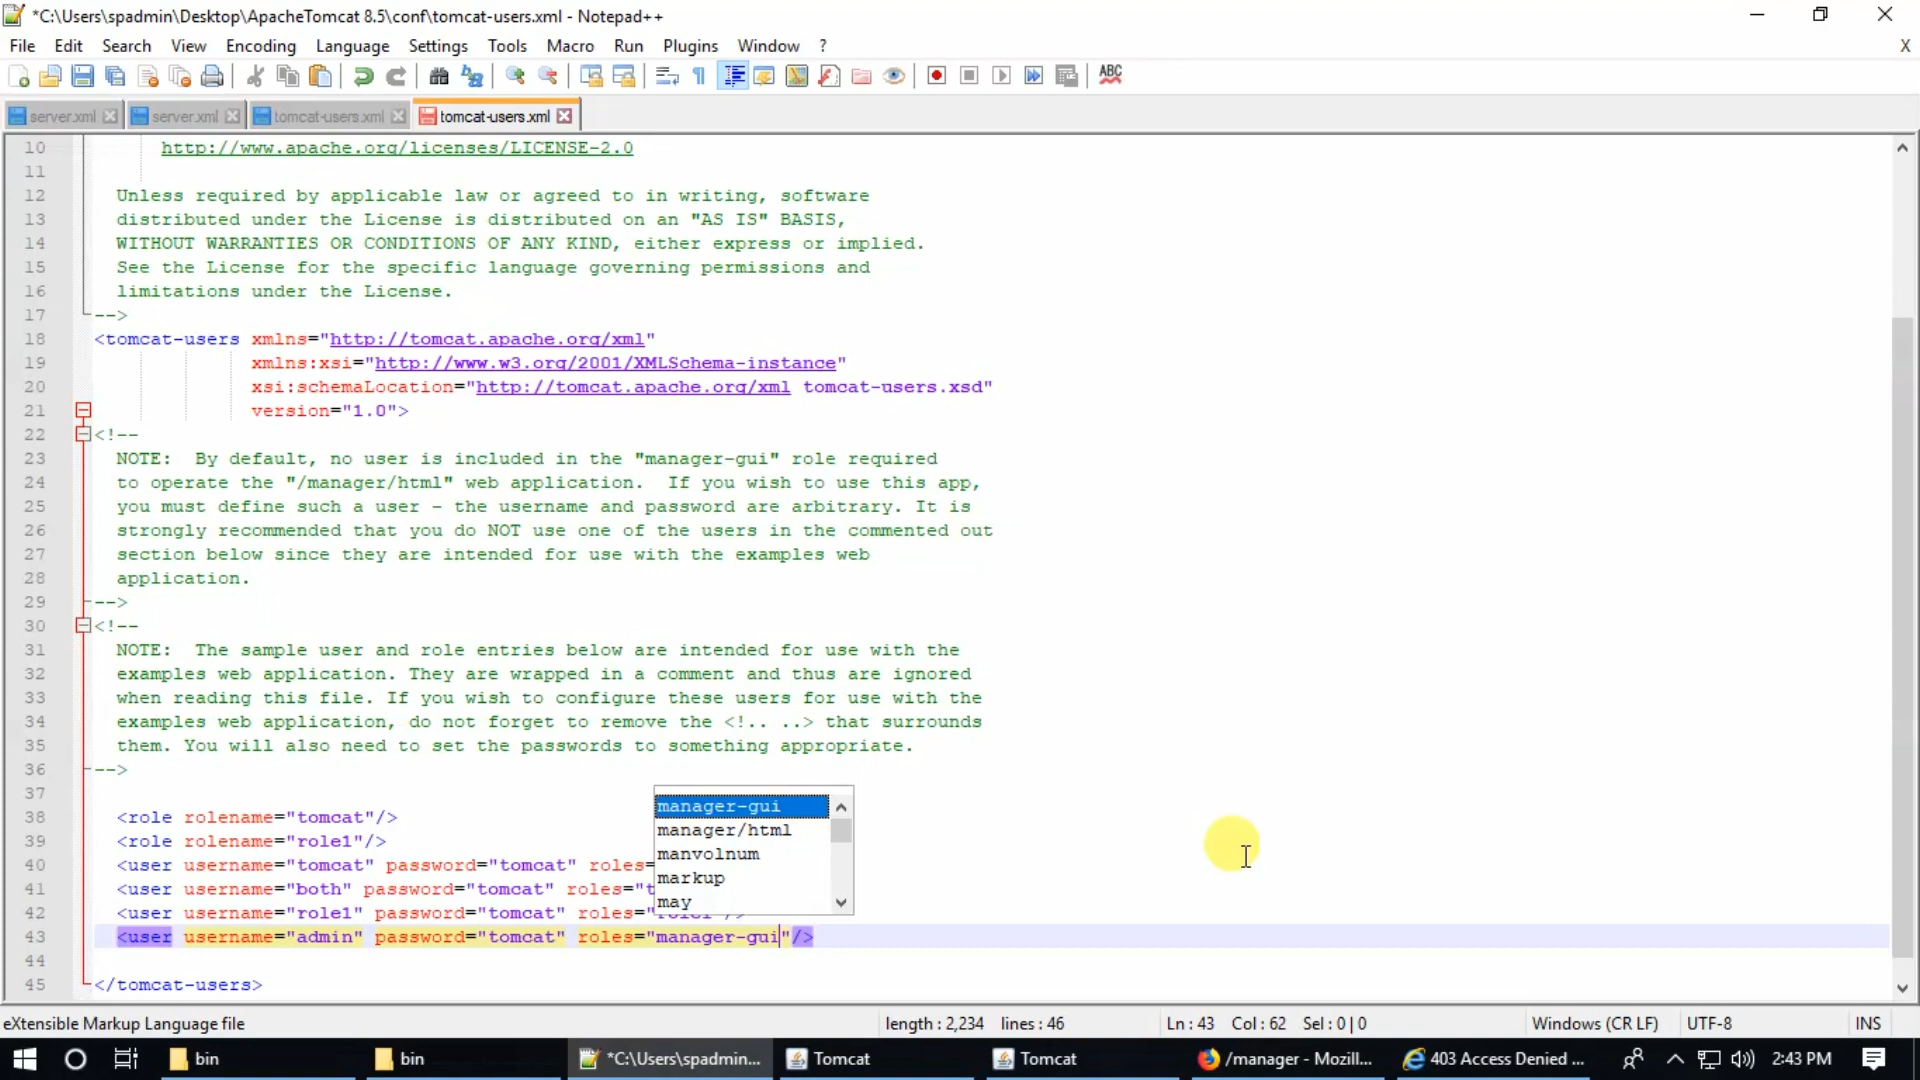 *C:\Users\spadmin\Desktop\ApacheTomcat 8.5\conf\tomcat-users.xml - Notepad++
File Edit Search View Encoding Language Settings Tools Macro Run Plugins Window ? X
ABC
server.xml server.xml tomcat-users.xml tomcat-users.xml
10 http://www.apache.org/licenses/LICENSE-2.0
11
12 Unless required by applicable law or agreed to in writing, software
13 distributed under the License is distributed on an "AS IS" BASIS,
14 WITHOUT WARRANTIES OR CONDITIONS OF ANY KIND, either express or implied.
15 See the License for the specific language governing permissions and
16 limitations under the License.
17 -->
18 <tomcat-users xmlns="http://tomcat.apache.org/xml"
19 xmlns:xsi="http://www.w3.org/2001/XMLSchema-instance"
20 xsi:schemaLocation="http://tomcat.apache.org/xml tomcat-users.xsd"
21 version="1.0">
22 <!--
23 NOTE:  By default, no user is included in the "manager-gui" role required
24 to operate the "/manager/html" web application.  If you wish to use this app,
25 you must define such a user - the username and password are arbitrary. It is
26 strongly recommended that you do NOT use one of the users in the commented out
27 section below since they are intended for use with the examples web
28 application.
29 -->
30 <!--
31 NOTE:  The sample user and role entries below are intended for use with the
32 examples web application. They are wrapped in a comment and thus are ignored
33 when reading this file. If you wish to configure these users for use with the
34 examples web application, do not forget to remove the <!.. ..> that surrounds
35 them. You will also need to set the passwords to something appropriate.
36 -->
37
manager-gui
manager/html
manvolnum
markup
may
38 <role rolename="tomcat"/>
39 <role rolename="role1"/>
40 <user username="tomcat" password="tomcat" roles=
41 <user username="both" password="tomcat" roles="t
42 <user username="role1" password="tomcat" roles="
43 <user username="admin" password="tomcat" roles="manager-gui"/>
44
45 </tomcat-users>
eXtensible Markup Language file length : 2,234 lines : 46 Ln : 43 Col : 62 Sel : 0 | 0 Windows (CR LF) UTF-8 INS
bin bin *C:\Users\spadmin... Tomcat Tomcat /manager - Mozill... 403 Access Denied ... 2:43 PM